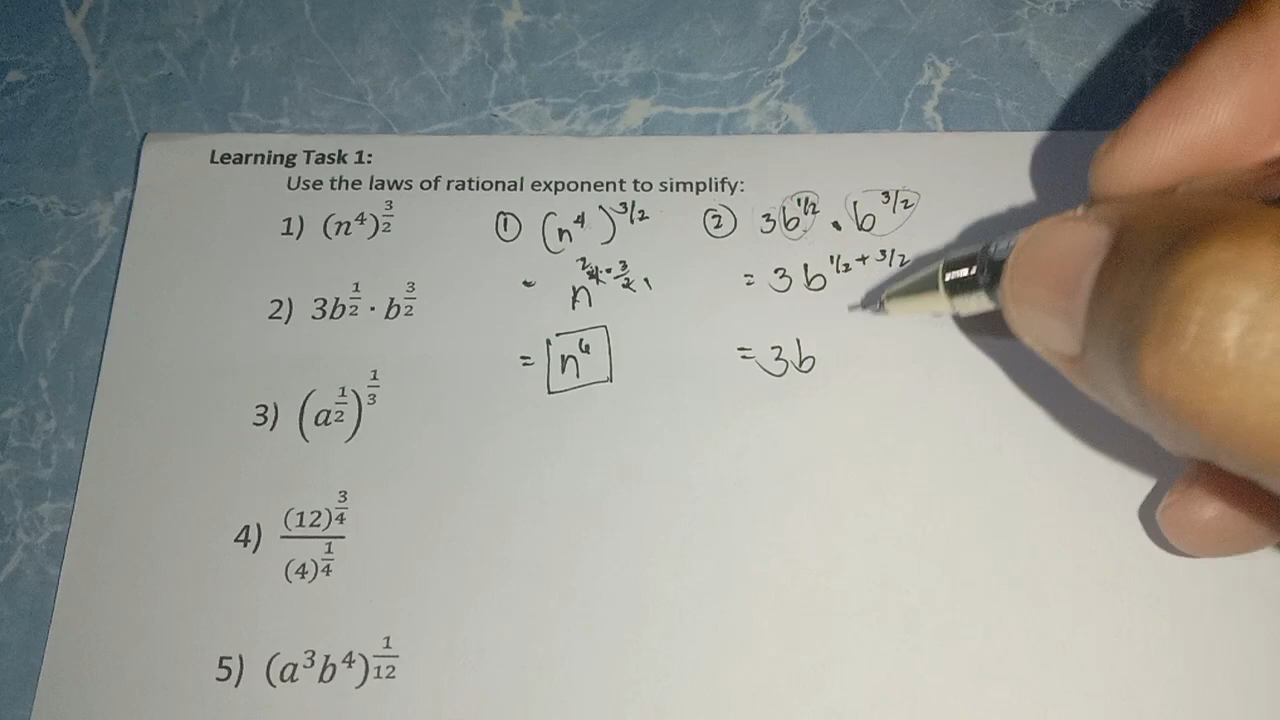 Learning Task 1:
Use the laws of rational exponent to simplify:
1) (n⁴)^(3/2)
2) 3b^(1/2) · b^(3/2)
3) (a^(1/2))^(1/3)
4) (12)^(3/4) / (4)^(1/4)
5) (a³b⁴)^(1/12)
① (n⁴)^(3/2)
= n^(4·3/2)
2 1
= n⁶
② 3b^(1/2) · b^(3/2)
= 3b^(1/2 + 3/2)
= 3b